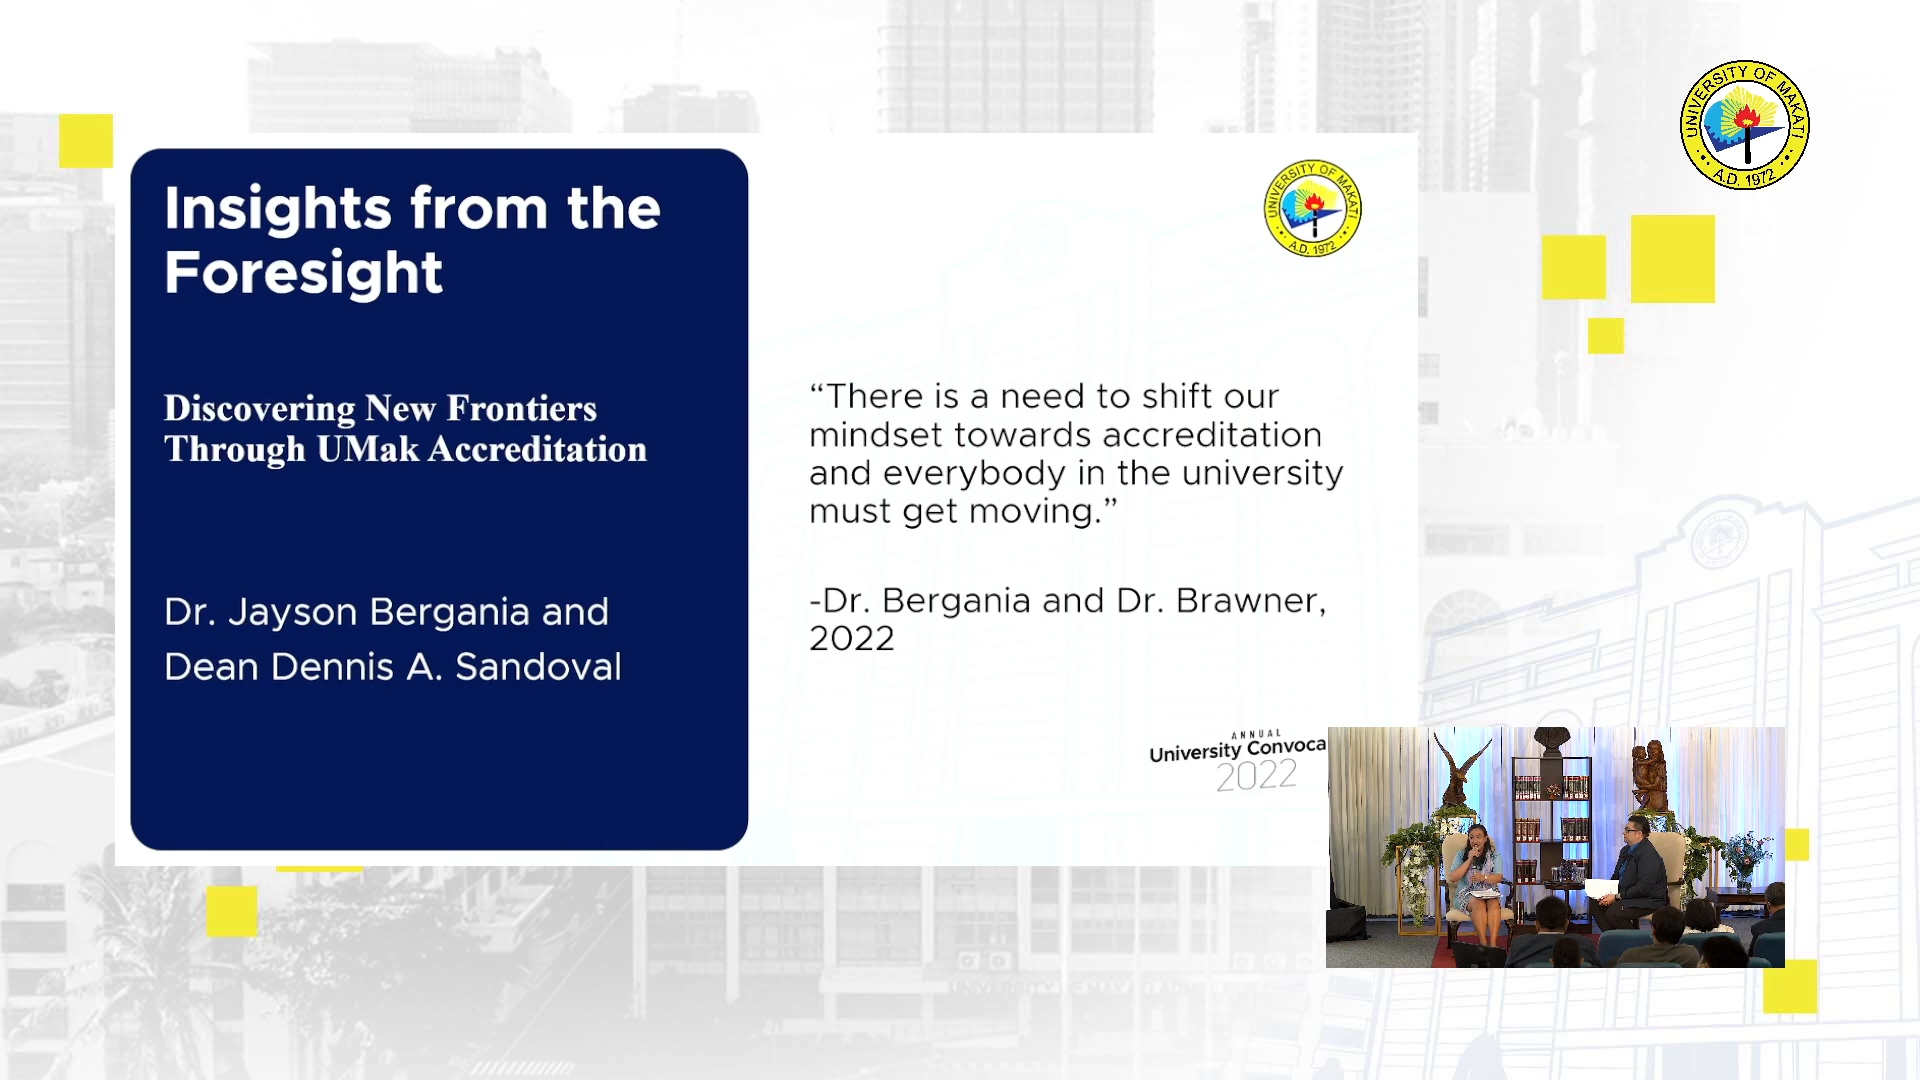 UNIVERSITY OF MAKATI
A.D. 1972
Insights from the
Foresight
Discovering New Frontiers
Through UMak Accreditation
Dr. Jayson Bergania and
Dean Dennis A. Sandoval
UNIVERSITY OF MAKATI
A.D. 1972
“There is a need to shift our
mindset towards accreditation
and everybody in the university
must get moving.”
-Dr. Bergania and Dr. Brawner,
2022
ANNUAL
University Convoca
2022